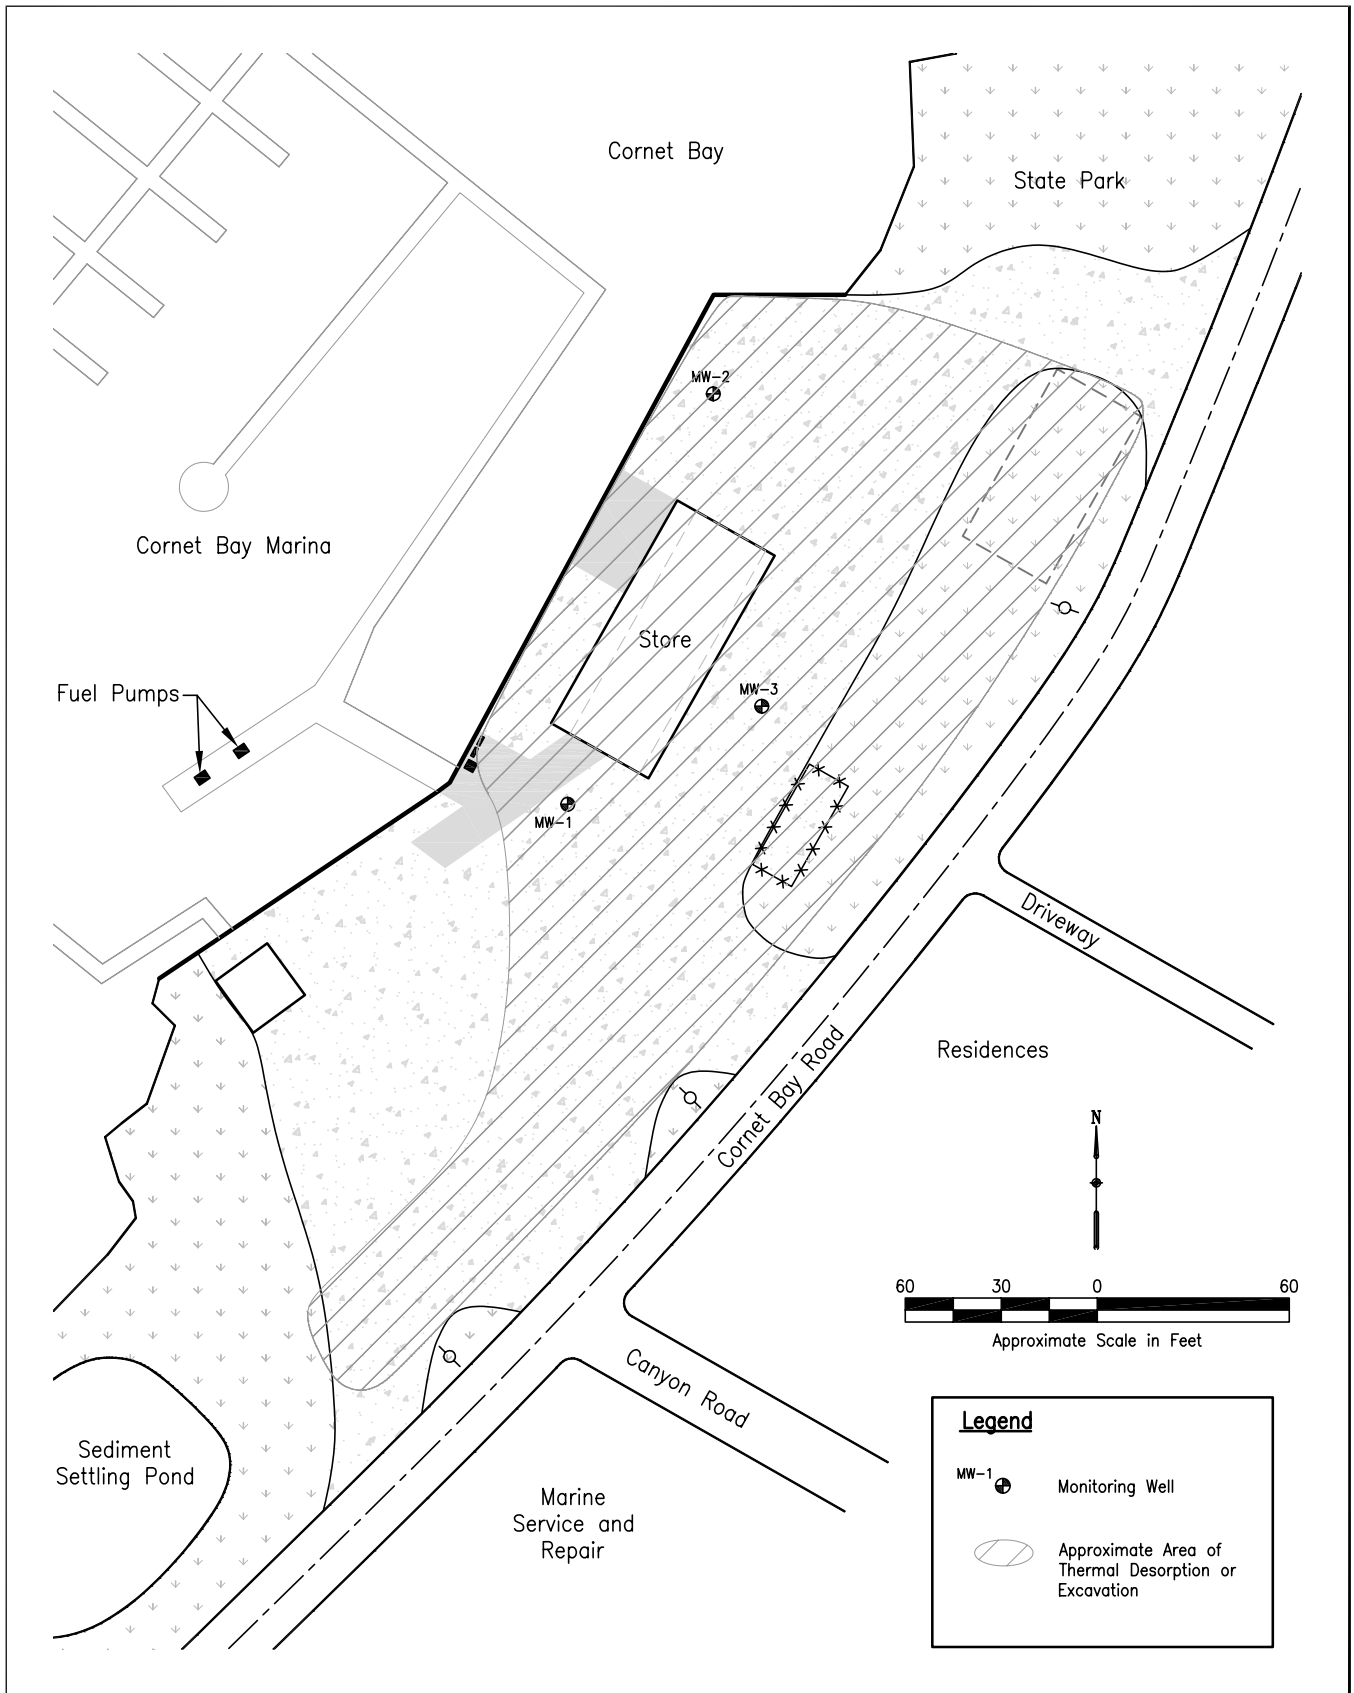 Cornet Bay
State Park
MW-2
Cornet Bay Marina
Store
Fuel Pumps
MW-3
MW-1
Driveway
Cornet Bay Road
Residences
N
60 30 0 60
Approximate Scale in Feet
Canyon Road
Sediment
Settling Pond
Marine
Service and
Repair
Legend
MW-1
Monitoring Well
Approximate Area of
Thermal Desorption or
Excavation